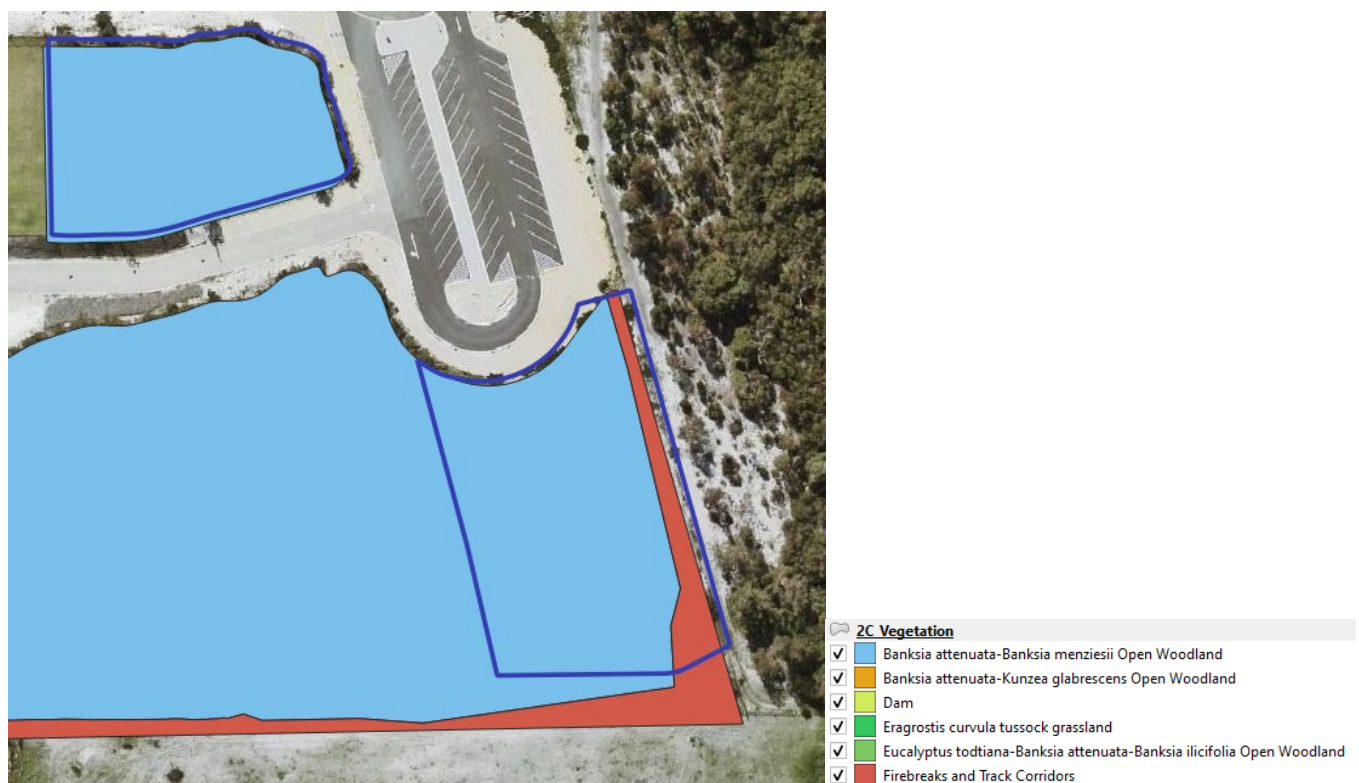 2C Vegetation
Banksia attenuata-Banksia menziesii Open Woodland
Banksia attenuata-Kunzea glabrescens Open Woodland
Dam
Eragrostis curvula tussock grassland
Eucalyptus todtiana-Banksia attenuata-Banksia ilicifolia Open Woodland
Firebreaks and Track Corridors